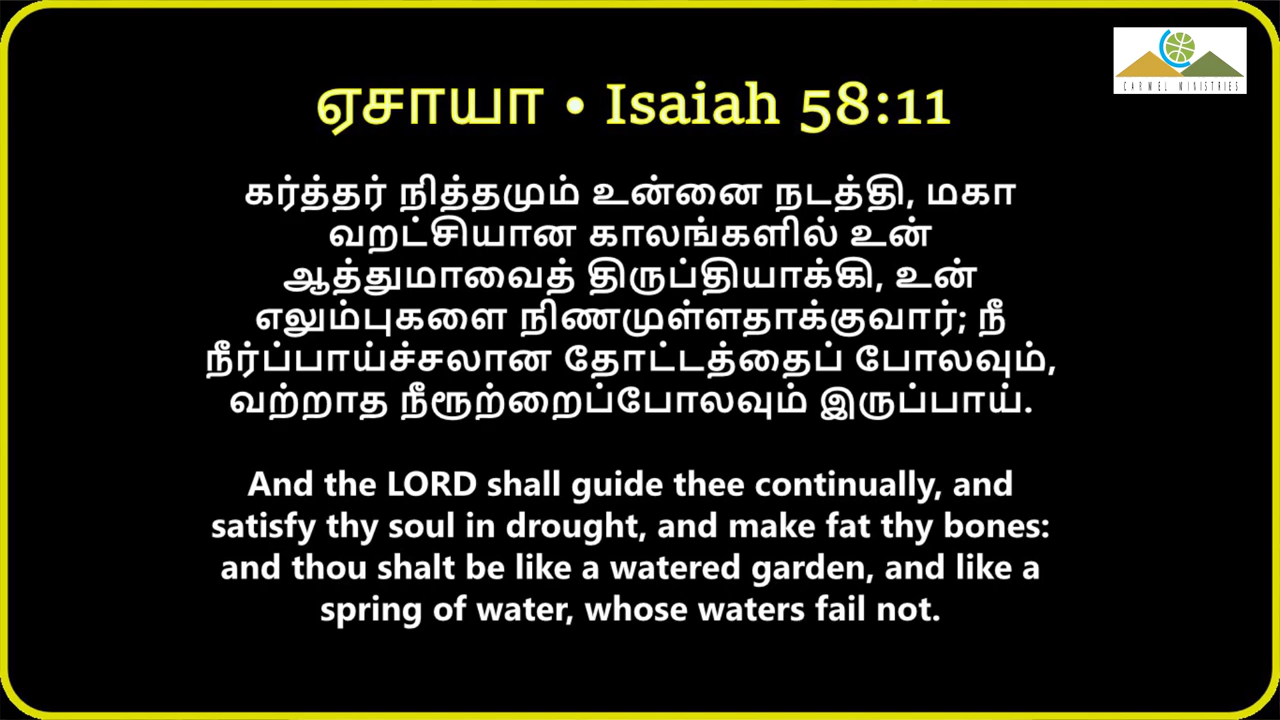 CARMEL MINISTRIES
ஏசாயா • Isaiah 58:11
கர்த்தர் நித்தமும் உன்னை நடத்தி, மகா
வறட்சியான காலங்களில் உன்
ஆத்துமாவைத் திருப்தியாக்கி, உன்
எலும்புகளை நிணமுள்ளதாக்குவார்; நீ
நீர்ப்பாய்ச்சலான தோட்டத்தைப் போலவும்,
வற்றாத நீரூற்றைப்போலவும் இருப்பாய்.
And the LORD shall guide thee continually, and
satisfy thy soul in drought, and make fat thy bones:
and thou shalt be like a watered garden, and like a
spring of water, whose waters fail not.